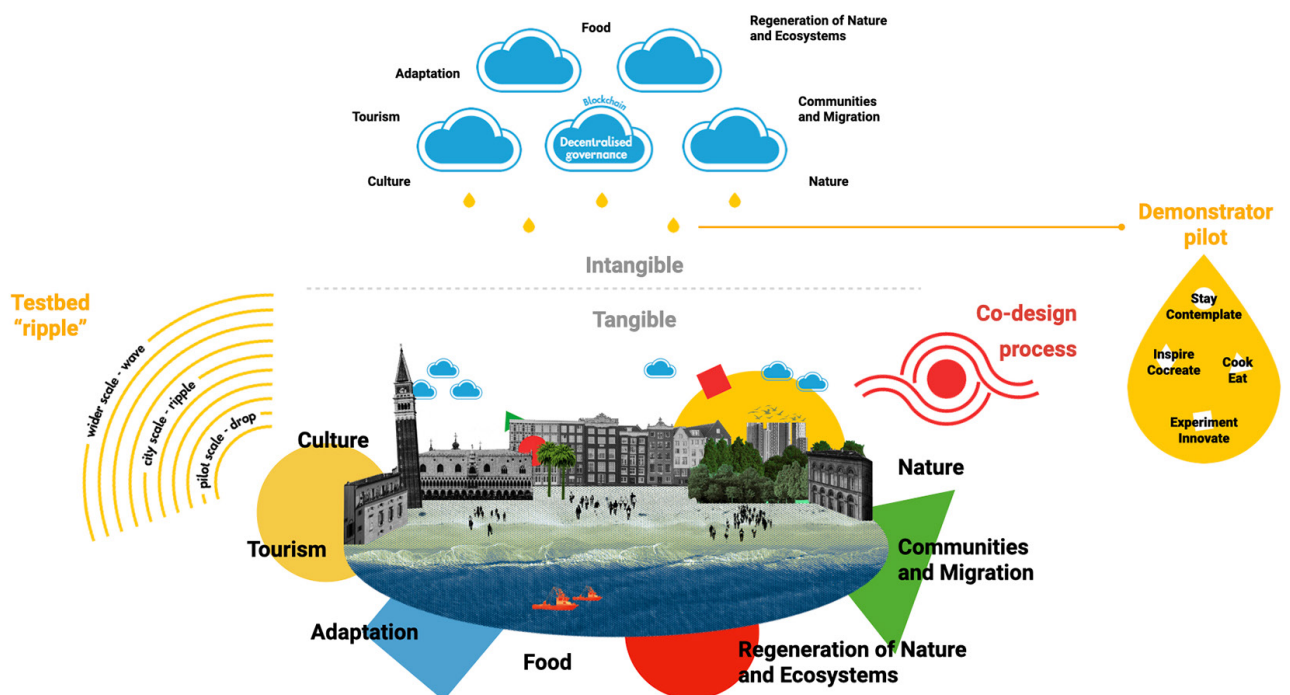 Food
Regeneration of Nature
and Ecosystems
Adaptation
Tourism
Blockchain
Decentralised
governance
Communities
and Migration
Culture
Nature
Demonstrator
pilot
Intangible
Tangible
Testbed
“ripple”
wider scale - wave
city scale - ripple
pilot scale - drop
Co-design
process
Stay
Contemplate
Inspire
Cocreate
Cook
Eat
Experiment
Innovate
Culture
Nature
Tourism
Communities
and Migration
Adaptation
Food
Regeneration of Nature
and Ecosystems